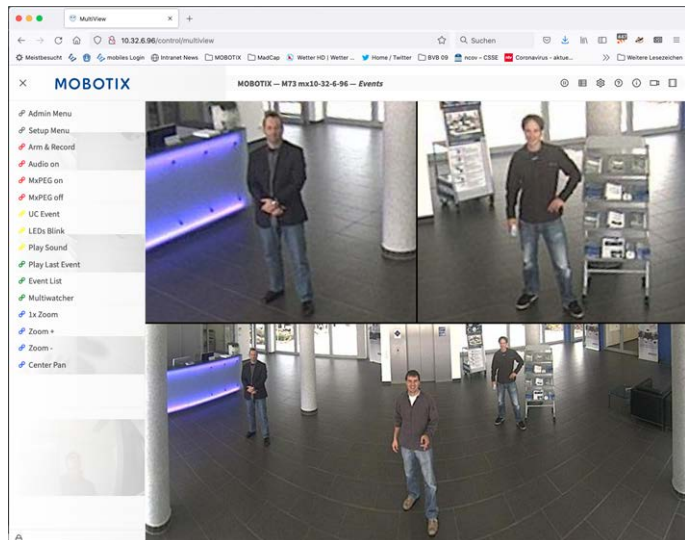 MultiView
10.32.6.96/control/multiview
Suchen
Meistbesucht
mobiles Login
Intranet News
MOBOTIX
MadCap
Wetter HD | Wetter ...
Home / Twitter
BVB 09
ncov – CSSE
Coronavirus - aktue...
Weitere Lesezeichen
MOBOTIX
MOBOTIX — M73 mx10-32-6-96 — Events
Admin Menu
Setup Menu
Arm & Record
Audio on
MxPEG on
MxPEG off
UC Event
LEDs Blink
Play Sound
Play Last Event
Event List
Multiwatcher
1x Zoom
Zoom +
Zoom -
Center Pan